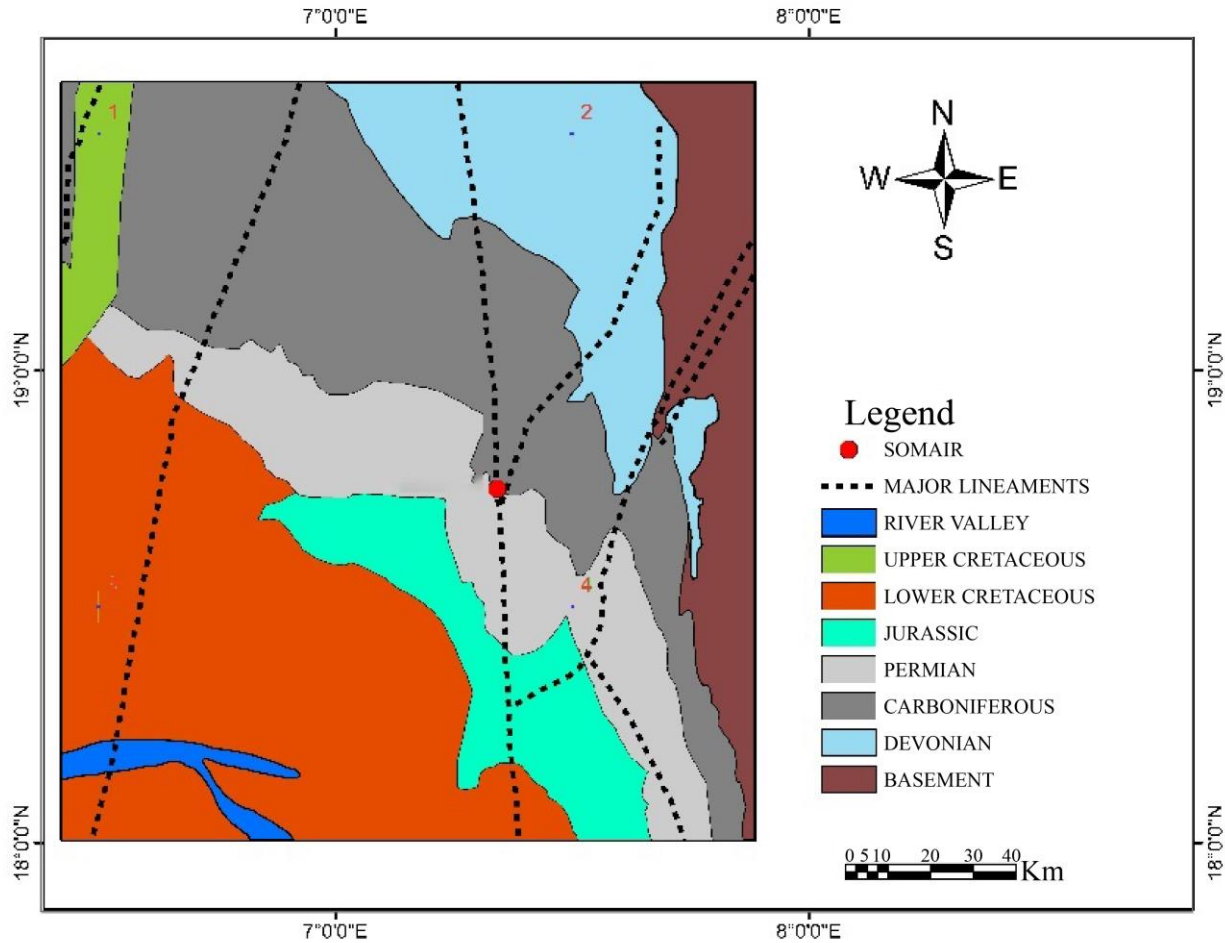 7°0'0"E
8°0'0"E
1
2
N
W E
S
19°0'0"N
19°0'0"N
Legend
SOMAIR
MAJOR LINEAMENTS
RIVER VALLEY
UPPER CRETACEOUS
4
LOWER CRETACEOUS
JURASSIC
PERMIAN
CARBONIFEROUS
DEVONIAN
BASEMENT
0 5 10 20 30 40
Km
18°0'0"N
18°0'0"N
7°0'0"E
8°0'0"E